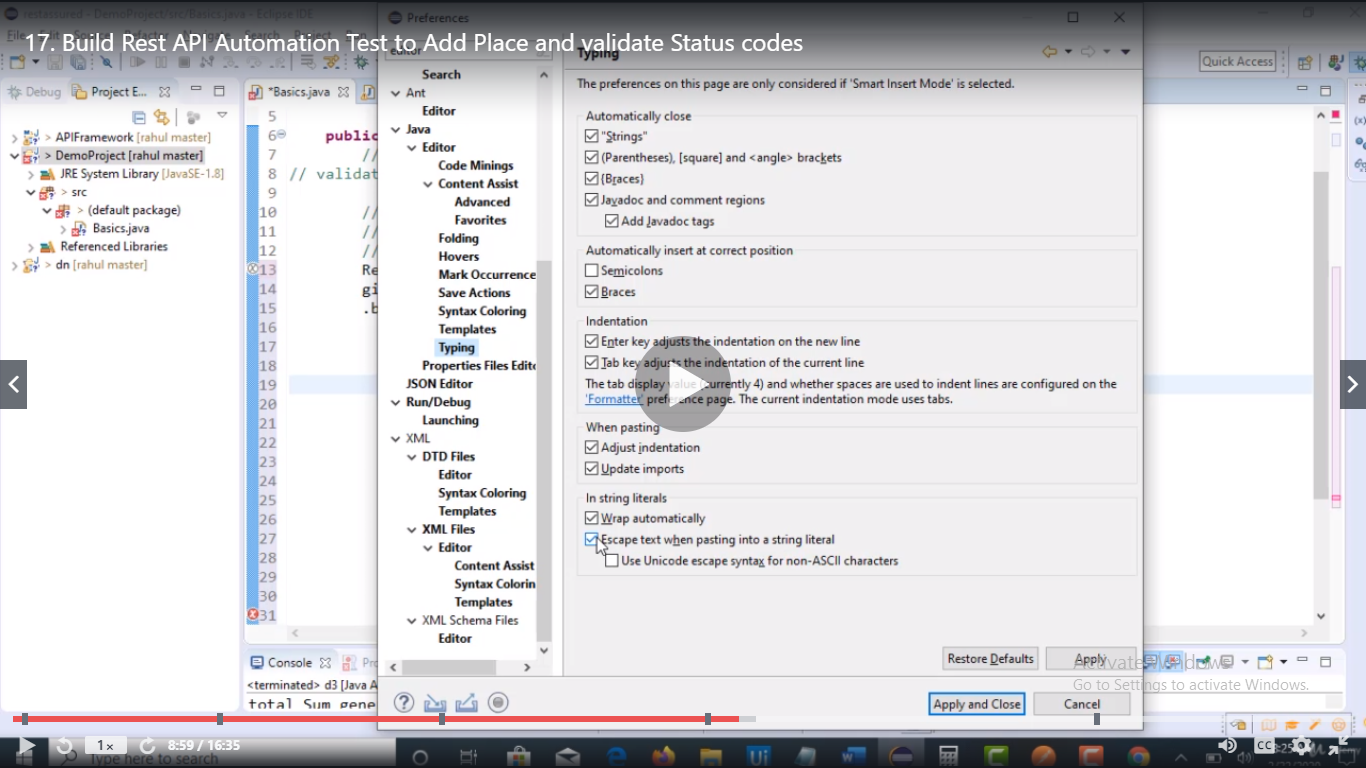 restassured - DemoProject/src/Basics.java - Eclipse IDE
17. Build Rest API Automation Test to Add Place and validate Status codes
Quick Access
Debug
Project E...
> APIFramework [rahul master]
> DemoProject [rahul master]
JRE System Library [JavaSE-1.8]
> src
> (default package)
Basics.java
Referenced Libraries
> dn [rahul master]
*Basics.java
5
6 public
7 //
8 // validat
9
10 //
11 //
12 //
13 Re
14 gi
15 .b
16
17
18
19
20
21
22
23
24
25
26
27
28
29
30
31
Console
<terminated> d3 [Java A
total Sum gene
Preferences
editor
Search
Ant
Editor
Java
Editor
Code Minings
Content Assist
Advanced
Favorites
Folding
Hovers
Mark Occurrence
Save Actions
Syntax Coloring
Templates
Typing
Properties Files Edito
JSON Editor
Run/Debug
Launching
XML
DTD Files
Editor
Syntax Coloring
Templates
XML Files
Editor
Content Assist
Syntax Colorin
Templates
XML Schema Files
Editor
Typing
The preferences on this page are only considered if 'Smart Insert Mode' is selected.
Automatically close
"Strings"
(Parentheses), [square] and <angle> brackets
{Braces}
Javadoc and comment regions
Add Javadoc tags
Automatically insert at correct position
Semicolons
Braces
Indentation
Enter key adjusts the indentation on the new line
Tab key adjusts the indentation of the current line
The tab display value (currently 4) and whether spaces are used to indent lines are configured on the
'Formatter' preference page. The current indentation mode uses tabs.
When pasting
Adjust indentation
Update imports
In string literals
Wrap automatically
Escape text when pasting into a string literal
Use Unicode escape syntax for non-ASCII characters
Restore Defaults
Apply
Apply and Close
Cancel
Activate Windows
Go to Settings to activate Windows.
1x
8:59 / 16:35
Type here to search
CC